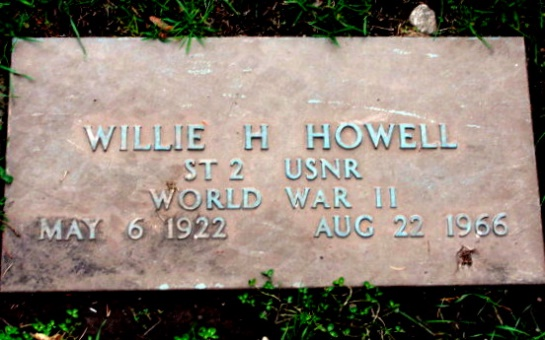 WILLIE H HOWELL
ST 2 USNR
WORLD WAR II
MAY 6 1922 AUG 22 1966